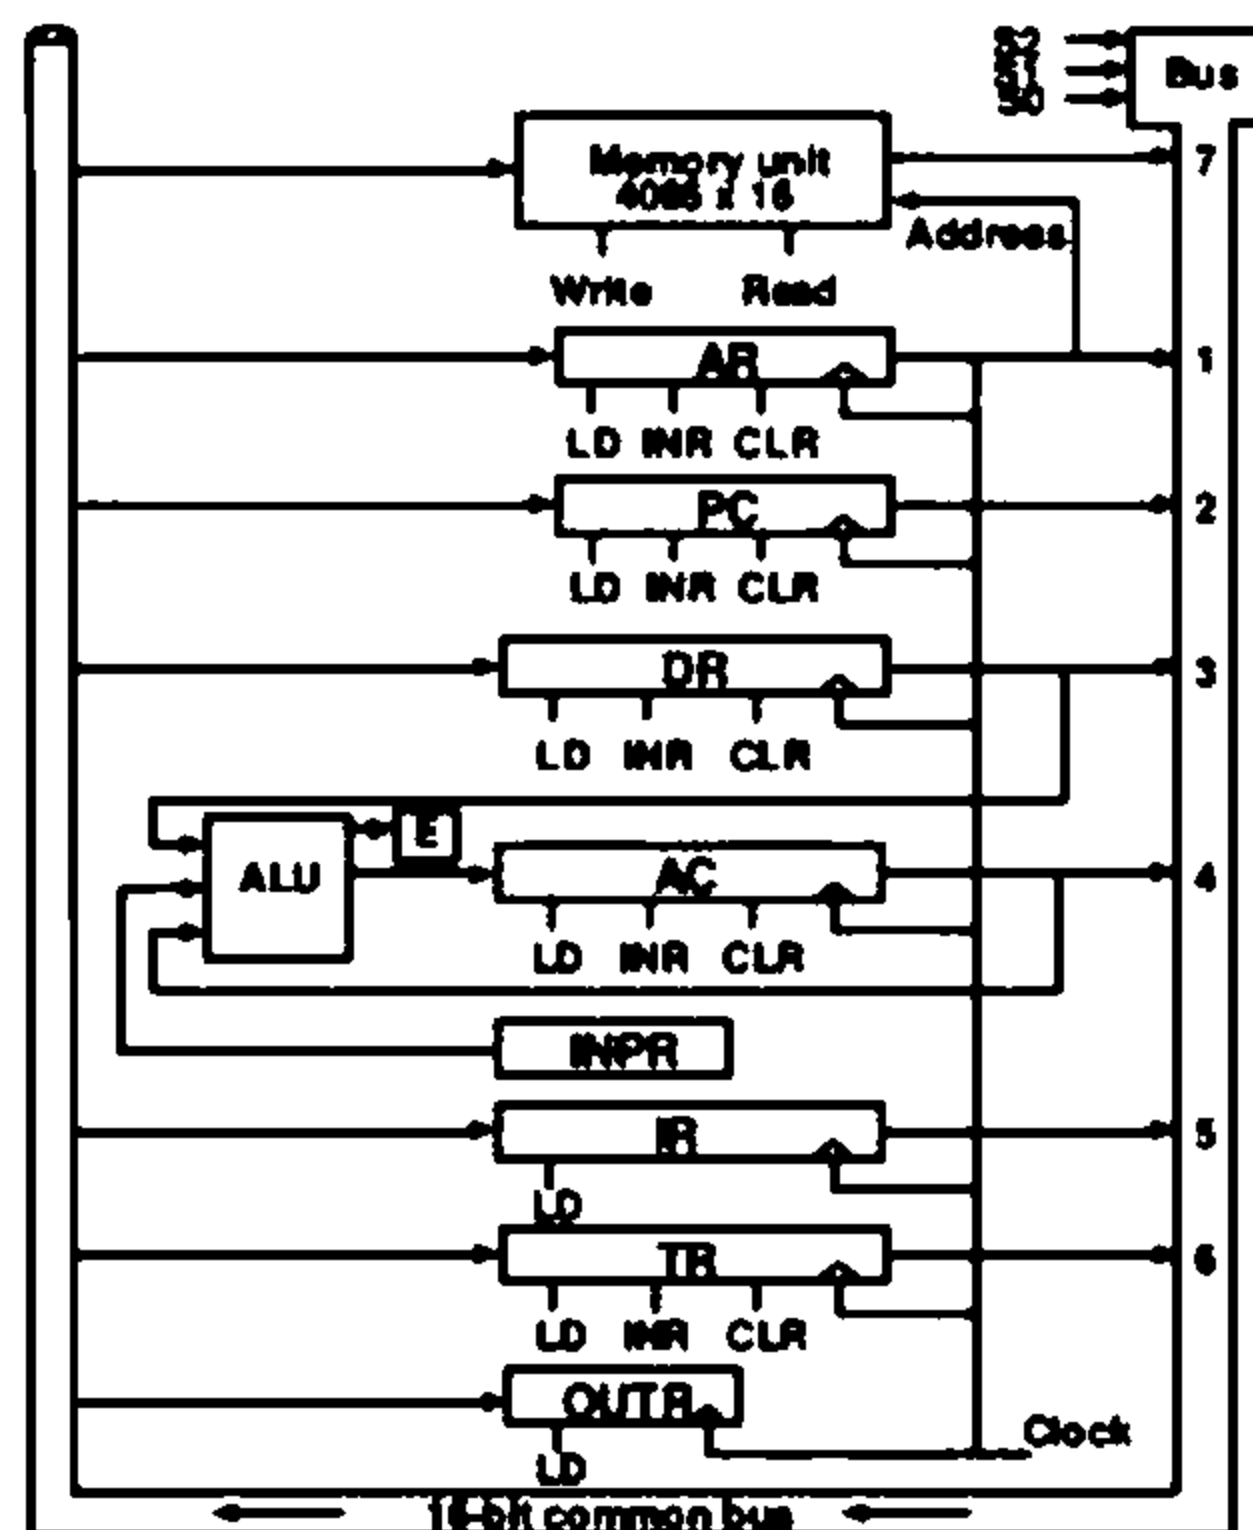 Bus
Memory unit
4096 x 16
7
Address
Write Read
AR
1
LD INR CLR
PC
2
LD INR CLR
DR
3
LD INR CLR
E
ALU
AC
4
LD INR CLR
INPR
IR
5
LD
TR
6
LD INR CLR
OUTR
Clock
LD
16-bit common bus